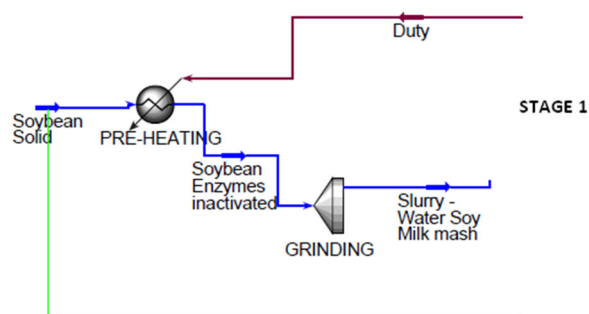 Duty
STAGE 1
Soybean
Solid
PRE-HEATING
Soybean
Enzymes
inactivated
Slurry -
Water Soy
Milk mash
GRINDING